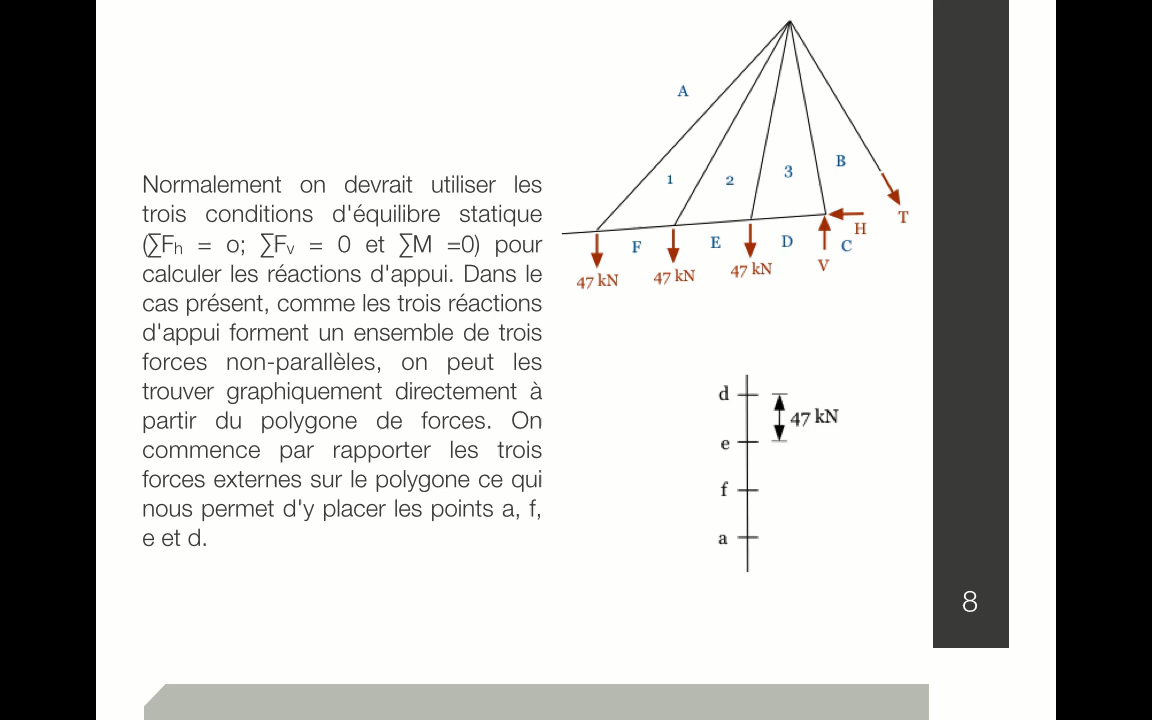 Normalement on devrait utiliser les
trois conditions d'équilibre statique
(∑Fh = o; ∑Fv = 0 et ∑M =0) pour
calculer les réactions d'appui. Dans le
cas présent, comme les trois réactions
d'appui forment un ensemble de trois
forces non-parallèles, on peut les
trouver graphiquement directement à
partir du polygone de forces. On
commence par rapporter les trois
forces externes sur le polygone ce qui
nous permet d'y placer les points a, f,
e et d.
A
1
2
3
B
T
H
F
E
D
C
V
47 kN
47 kN
47 kN
d
47 kN
e
f
a
8